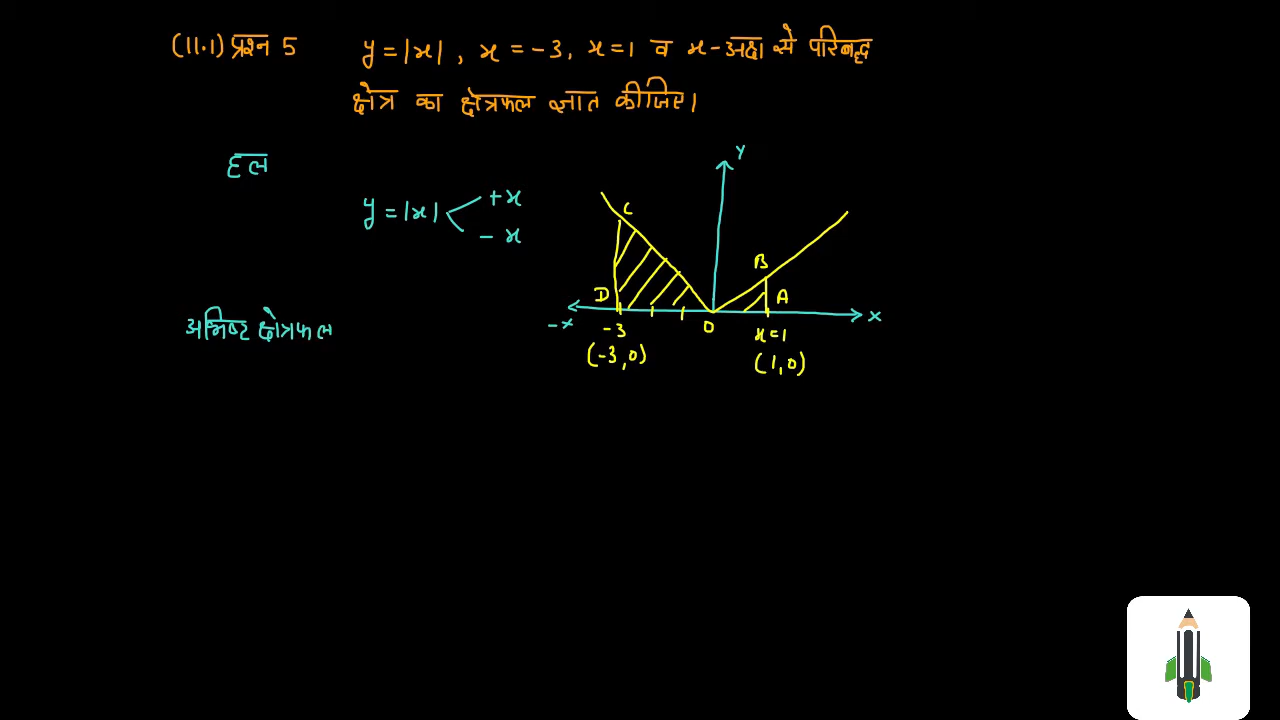 (11.1) प्रश्न 5 y = |x| , x = -3, x = 1 व x-अक्ष से परिबद्ध
क्षेत्र का क्षेत्रफल ज्ञात कीजिए।
हल
y = |x| +x
- x
Y
C
B
D
A
-x
O
x
-3
x = 1
(-3,0)
(1,0)
अभिष्ट क्षेत्रफल